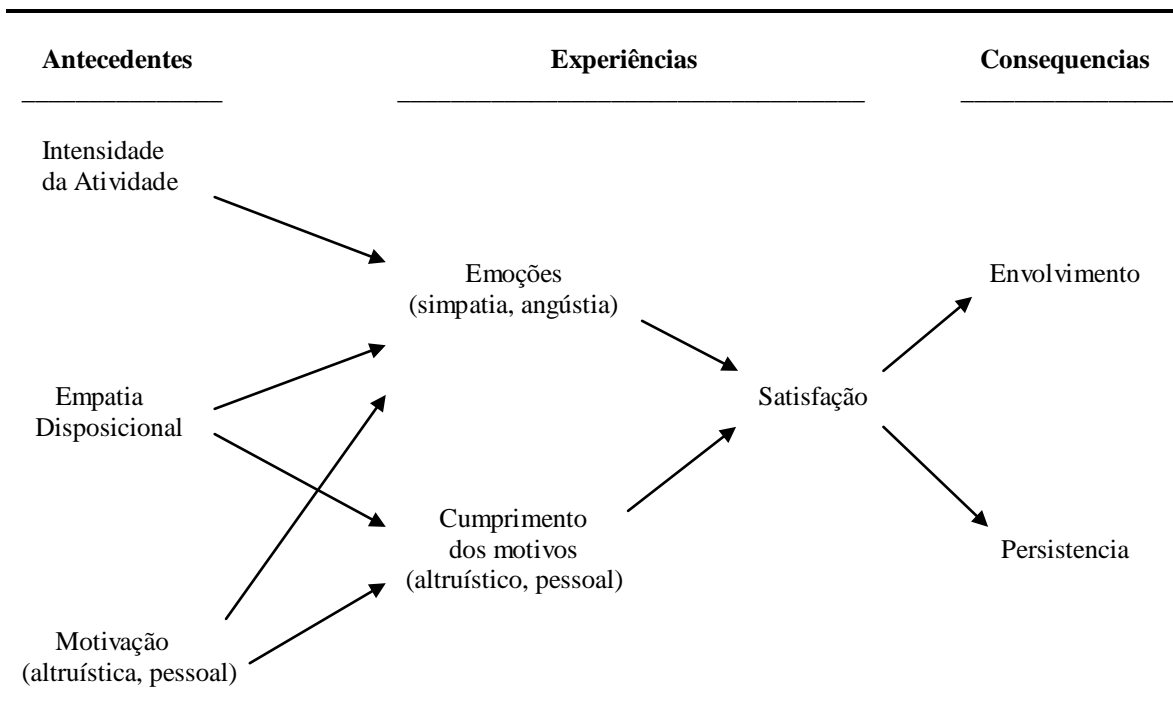 Antecedentes
Experiências
Consequencias
Intensidade
da Atividade
Emoções
(simpatia, angústia)
Envolvimento
Empatia
Disposicional
Satisfação
Cumprimento
dos motivos
(altruístico, pessoal)
Persistencia
Motivação
(altruística, pessoal)